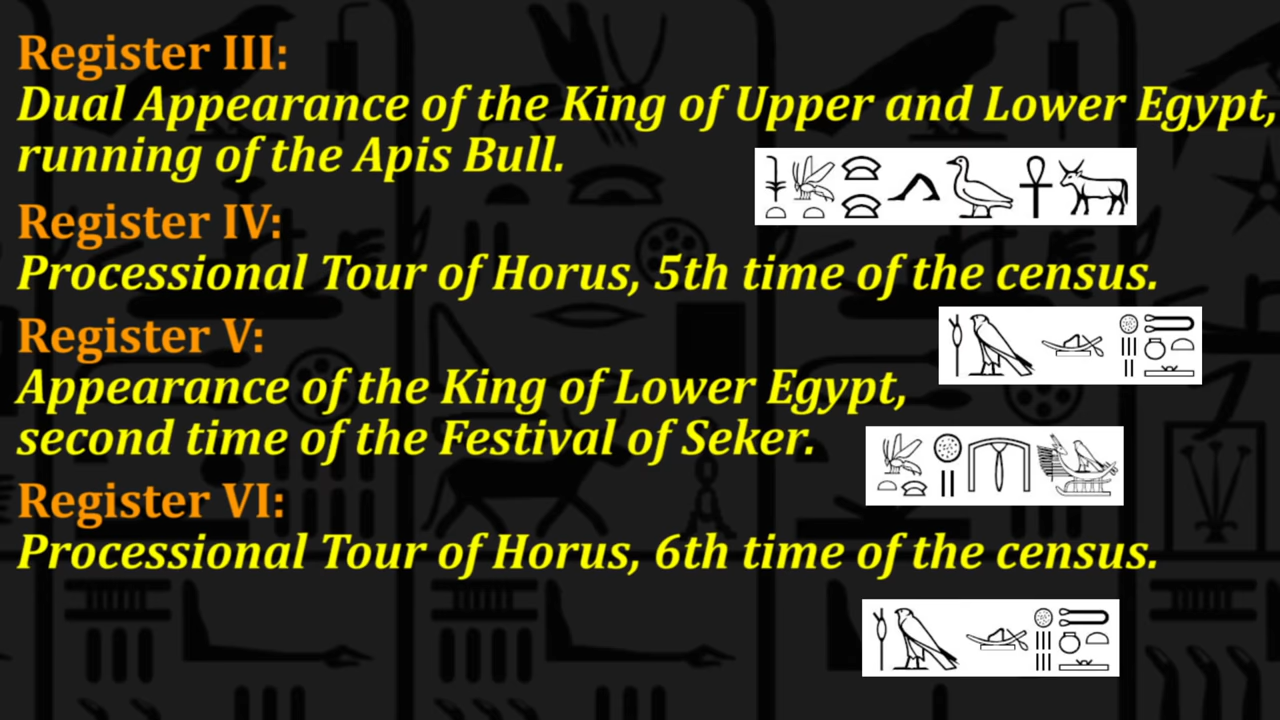 Register III:
Dual Appearance of the King of Upper and Lower Egypt,
running of the Apis Bull.
Register IV:
Processional Tour of Horus, 5th time of the census.
Register V:
Appearance of the King of Lower Egypt,
second time of the Festival of Seker.
Register VI:
Processional Tour of Horus, 6th time of the census.